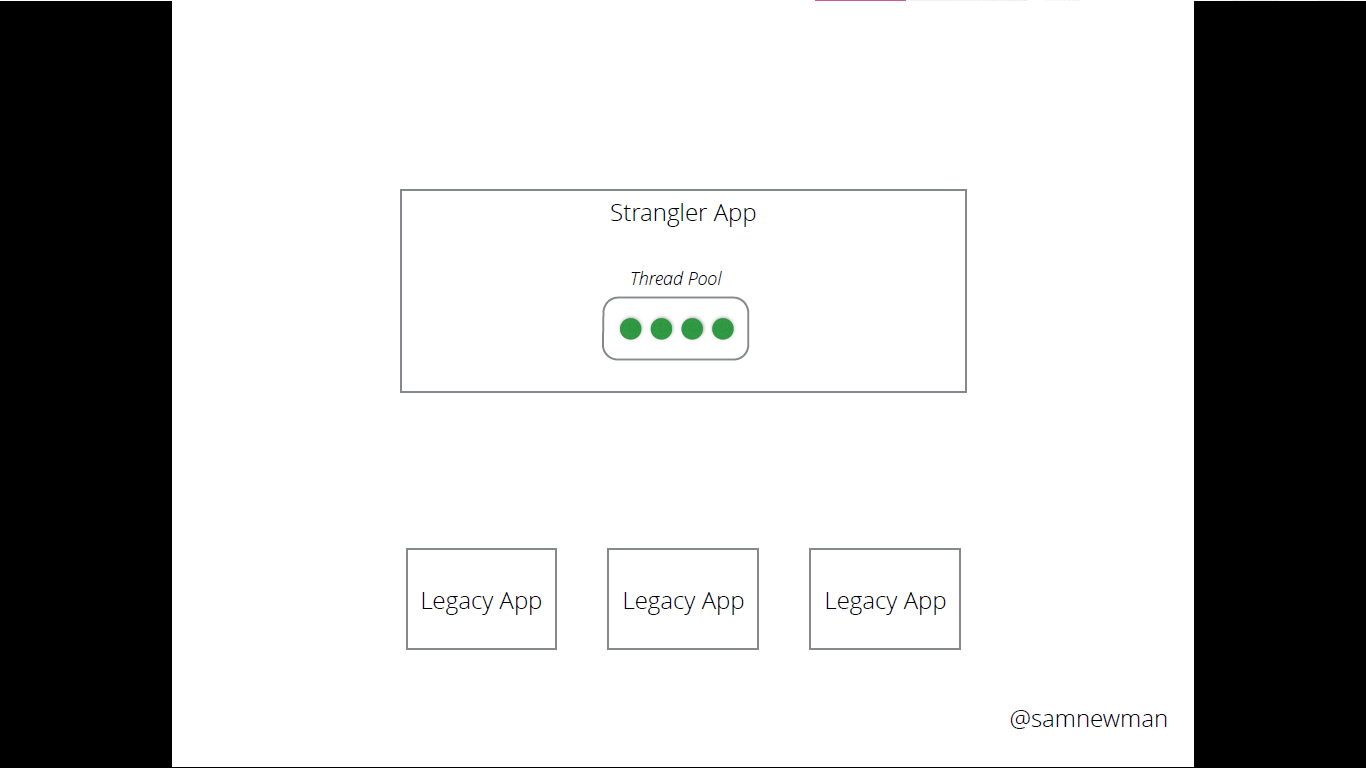 Strangler App
Thread Pool
Legacy App
Legacy App
Legacy App
@samnewman